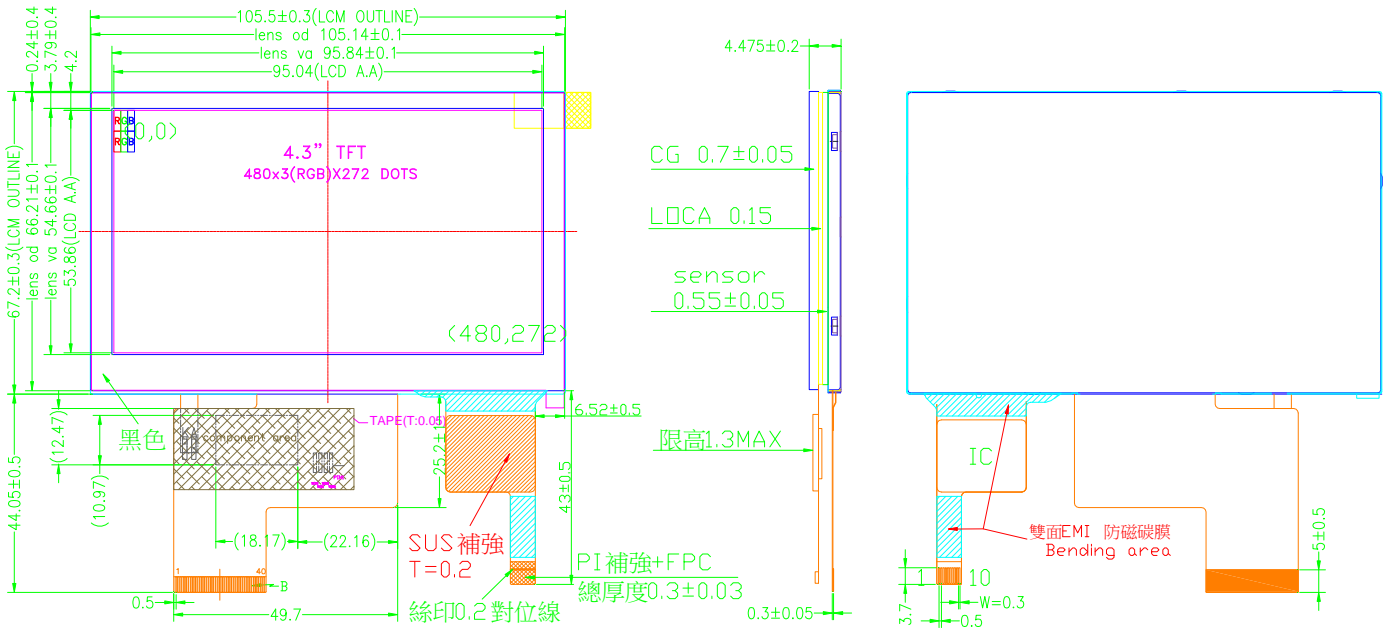 105.5±0.3(LCM OUTLINE)
lens od 105.14±0.1
lens va 95.84±0.1
95.04(LCD A.A)
0.24±0.4
3.79±0.4
4.2
67.2±0.3(LCM OUTLINE)
lens od 66.21±0.1
lens va 54.66±0.1
53.86(LCD A.A)
RGB
RGB
0,0)
4.3” TFT
480x3(RGB)X272 DOTS
(480,272)
黑色
TAPE(T:0.05)
component area
(12.47)
(10.97)
44.05±0.5
(18.17)
(22.16)
1
40
B
0.5
49.7
6.52±0.5
43±0.5
SUS補強
T=0.2
PI補強+FPC
總厚度0.3±0.03
絲印0.2對位線
4.475±0.2
CG 0.7±0.05
LOCA 0.15
sensor
0.55±0.05
限高1.3MAX
0.3±0.05
IC
雙面EMI 防磁碳膜
Bending area
1
10
W=0.3
0.5
3.7
5±0.5